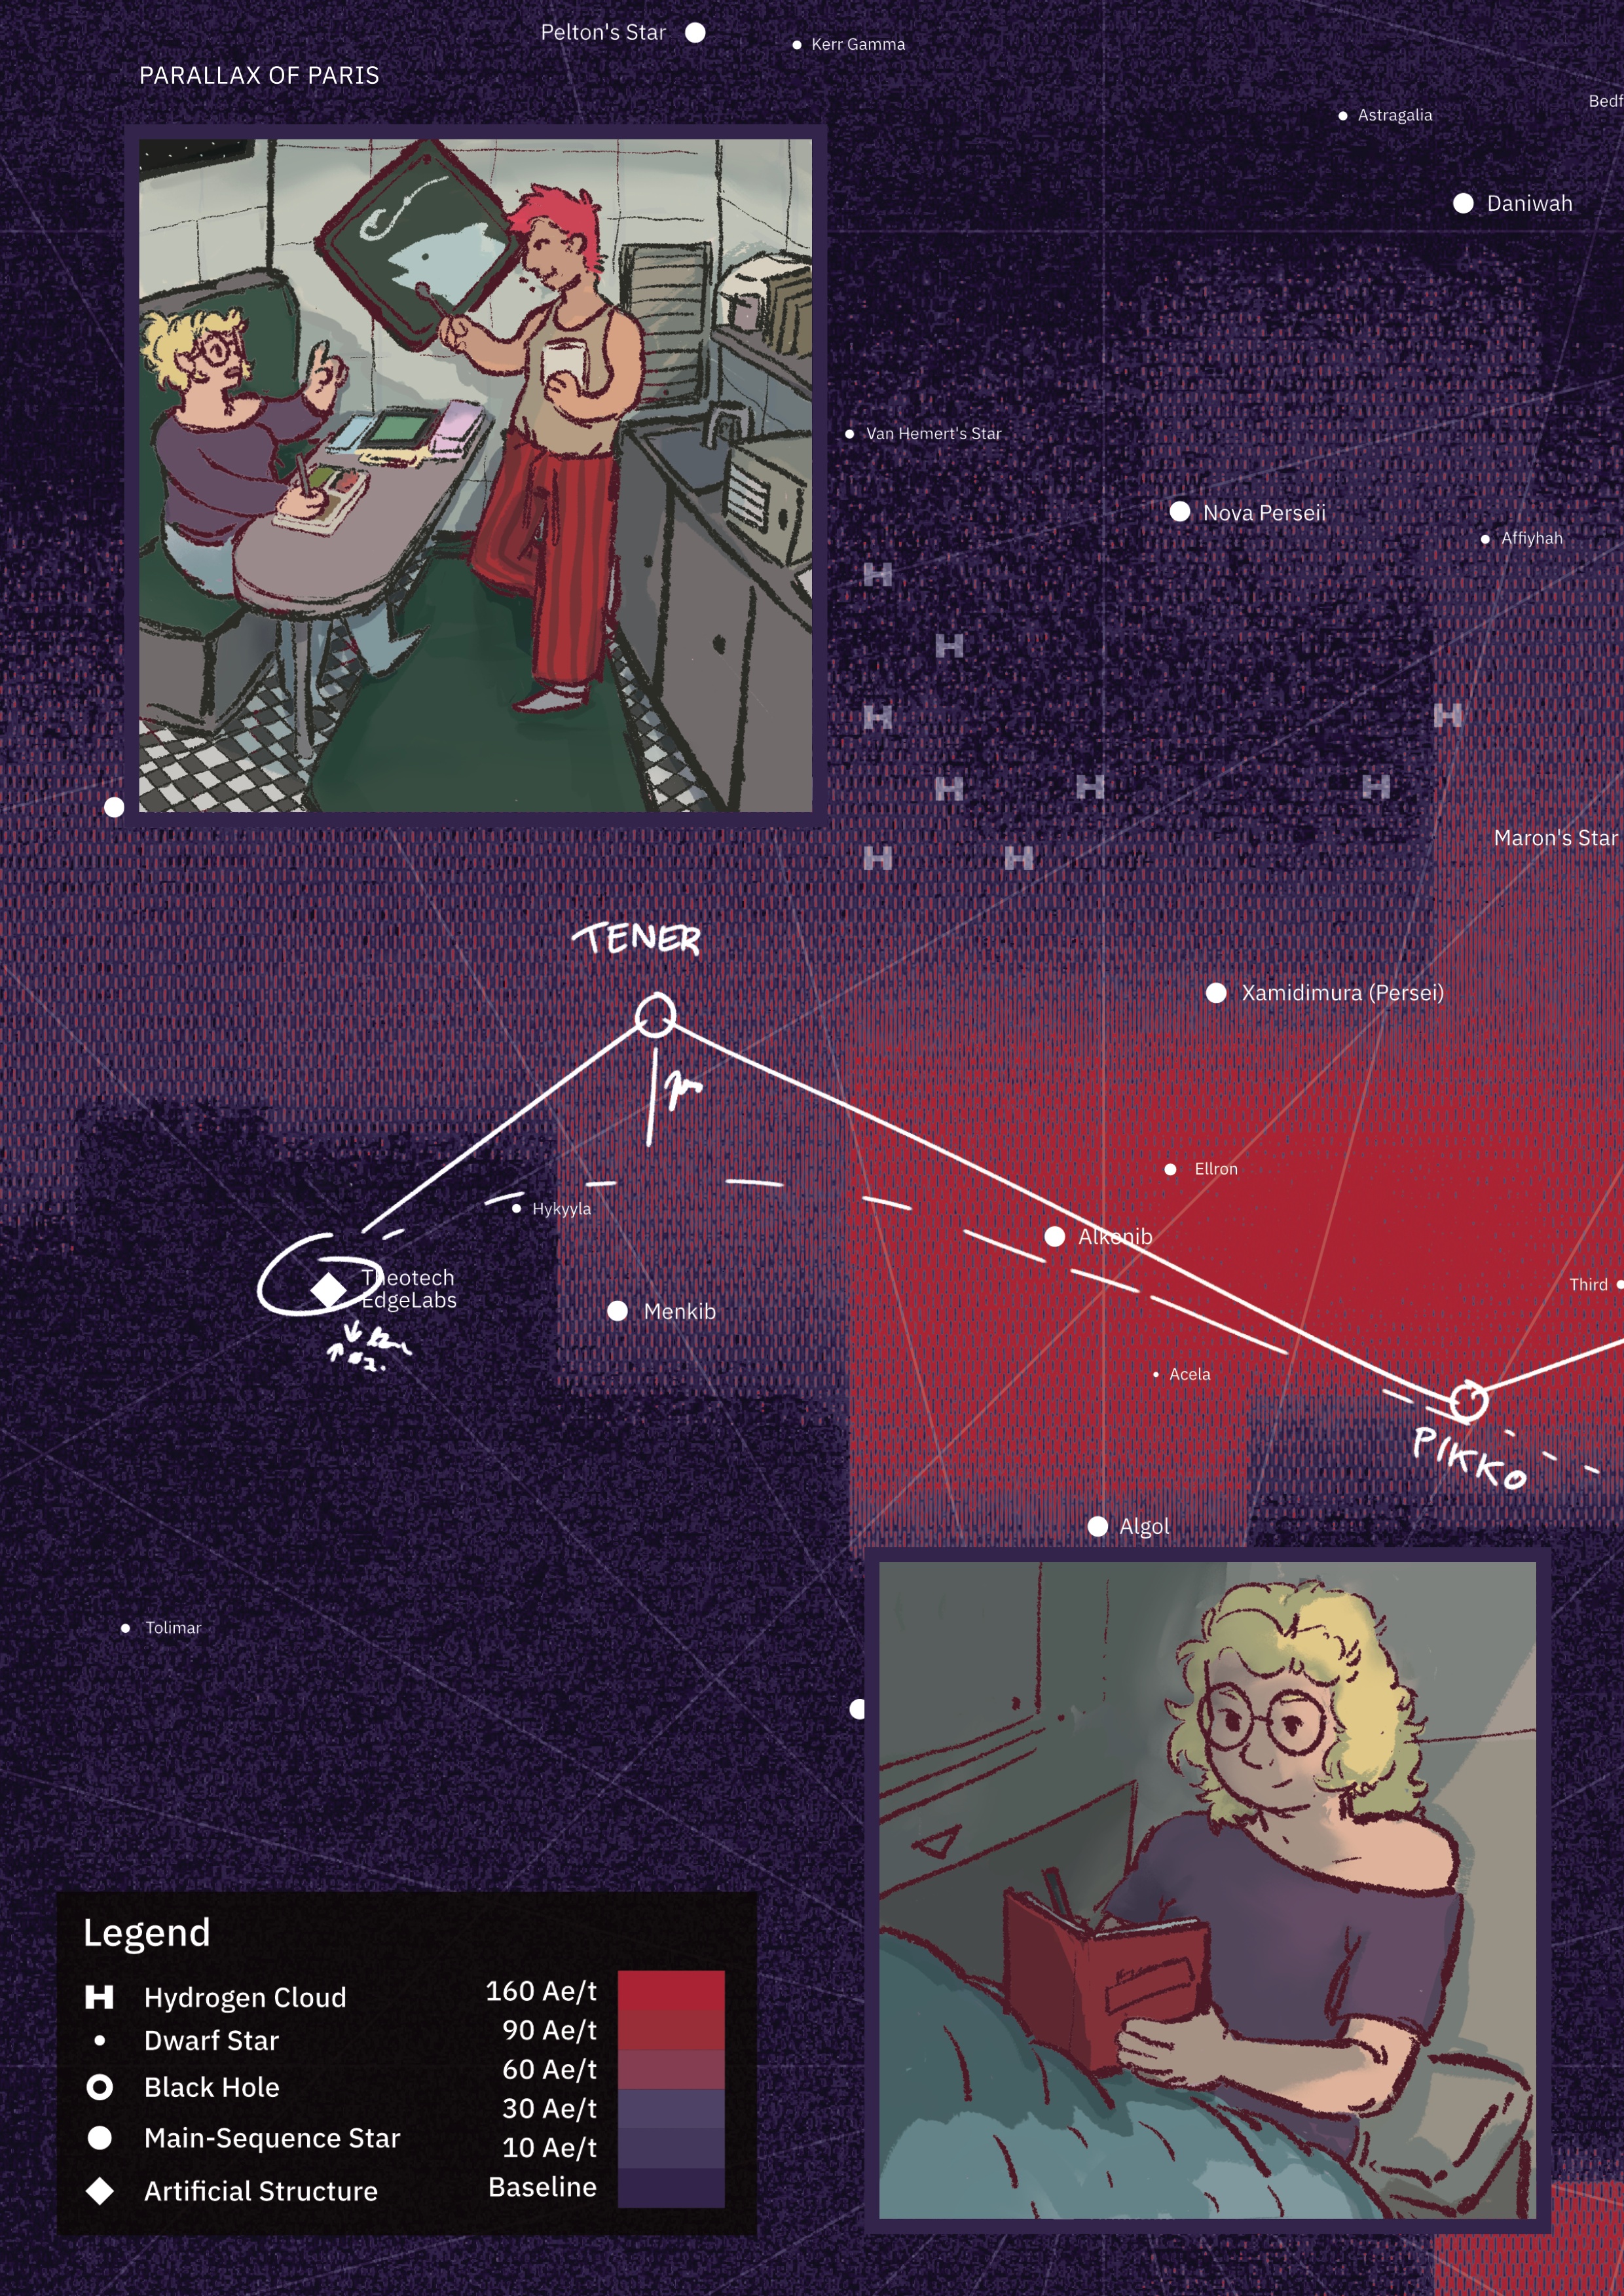 Pelton's Star
Kerr Gamma
PARALLAX OF PARIS
Astragalia
Daniwah
Van Hemert's Star
Nova Perseii
Affiyhah
H
H
H
H
H
H
H
H
H
Maron's Star
TENER
Xamidimura (Persei)
Ellron
Hykyyla
Alkenib
Theotech
EdgeLabs
Third
Menkib
Acela
PIKKO
Algol
Tolimar
Legend
H Hydrogen Cloud
Dwarf Star
Black Hole
Main-Sequence Star
Artificial Structure
160 Ae/t
90 Ae/t
60 Ae/t
30 Ae/t
10 Ae/t
Baseline